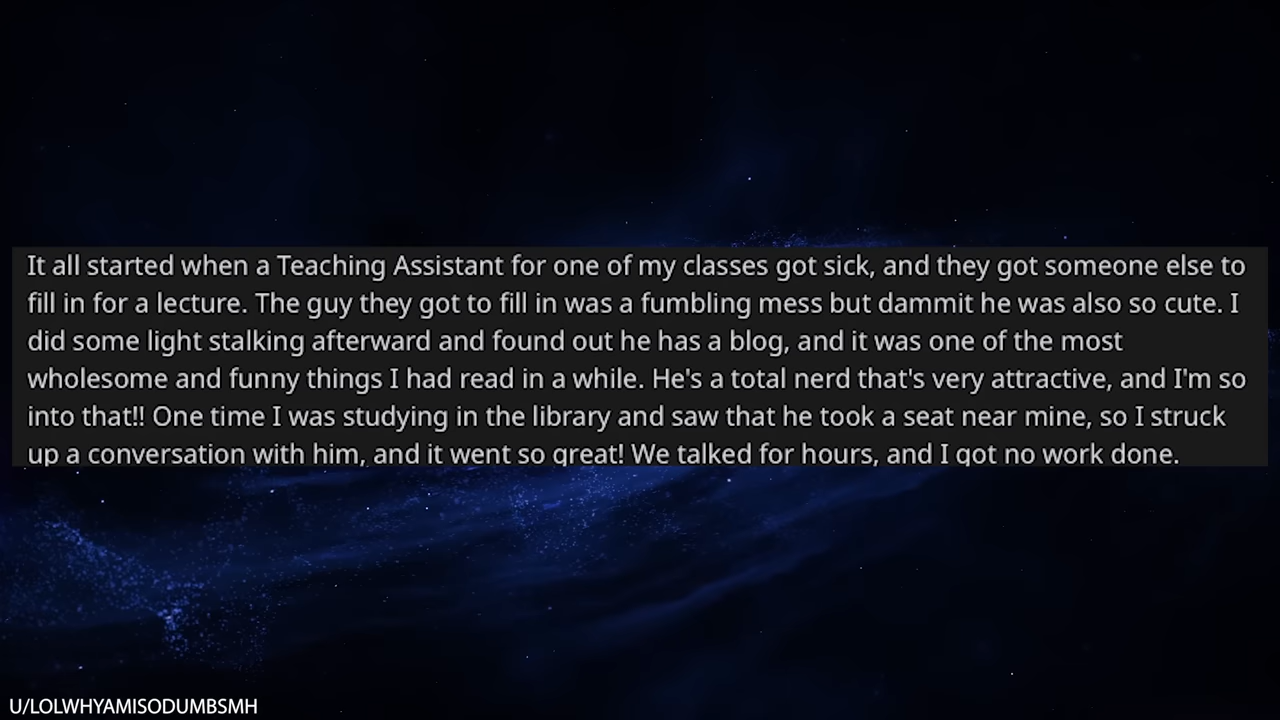 It all started when a Teaching Assistant for one of my classes got sick, and they got someone else to
fill in for a lecture. The guy they got to fill in was a fumbling mess but dammit he was also so cute. I
did some light stalking afterward and found out he has a blog, and it was one of the most
wholesome and funny things I had read in a while. He's a total nerd that's very attractive, and I'm so
into that!! One time I was studying in the library and saw that he took a seat near mine, so I struck
up a conversation with him, and it went so great! We talked for hours, and I got no work done.
U/LOLWHYAMISODUMBSMH